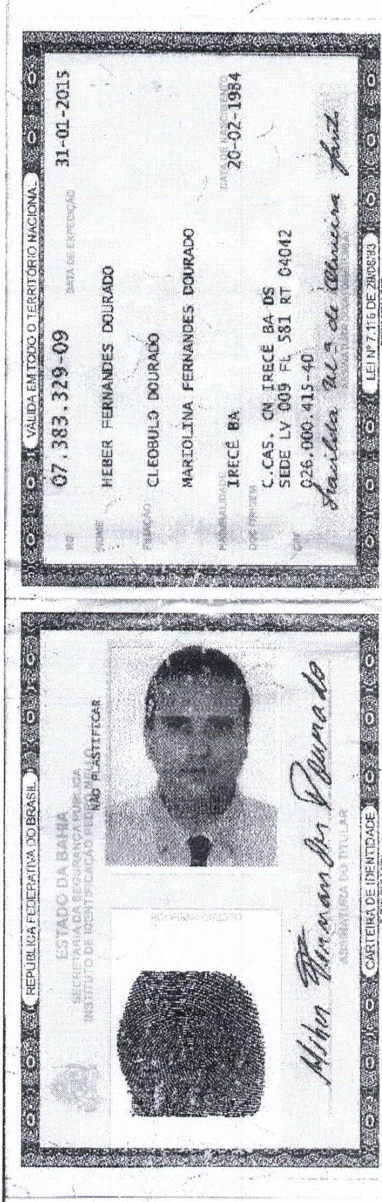 REPÚBLICA FEDERATIVA DO BRASIL
ESTADO DA BAHIA
SECRETARIA DA SEGURANÇA PÚBLICA
INSTITUTO DE IDENTIFICAÇÃO
NÃO PLASTIFICAR
POLEGAR DIREITO
Fernandes Dourado
ASSINATURA DO TITULAR
CARTEIRA DE IDENTIDADE
VÁLIDA EM TODO O TERRITÓRIO NACIONAL
RG 07.383.329-09 DATA DE EXPEDIÇÃO 31-01-2015
NOME
HEBER FERNANDES DOURADO
FILIAÇÃO
CLEOBULO DOURADO
MARIOLINA FERNANDES DOURADO
NATURALIDADE DATA DE NASCIMENTO
IRECÊ BA 20-02-1984
DOC ORIGEM
C.CAS. CM IRECÊ BA DS
SEDE LV 009 FL 581 RT 04042
CPF 026.000.415-40
de Oliveira
LEI Nº 7.116 DE 29/08/83